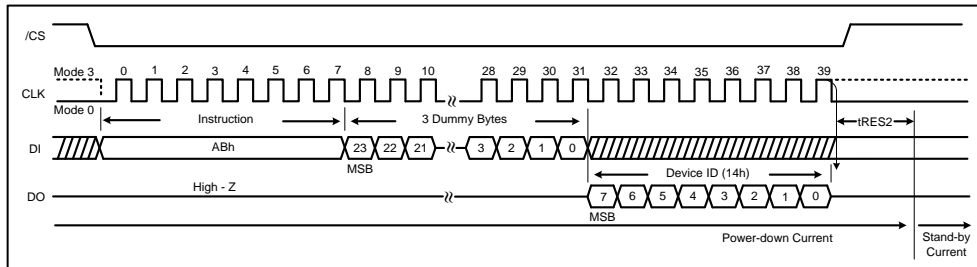 /CS
Mode 3 0 1 2 3 4 5 6 7 8 9 10 28 29 30 31 32 33 34 35 36 37 38 39
CLK
Mode 0 Instruction 3 Dummy Bytes tRES2
DI ABh 23 22 21 3 2 1 0
MSB Device ID (14h)
High - Z
DO 7 6 5 4 3 2 1 0
MSB
Power-down Current Stand-by
Current